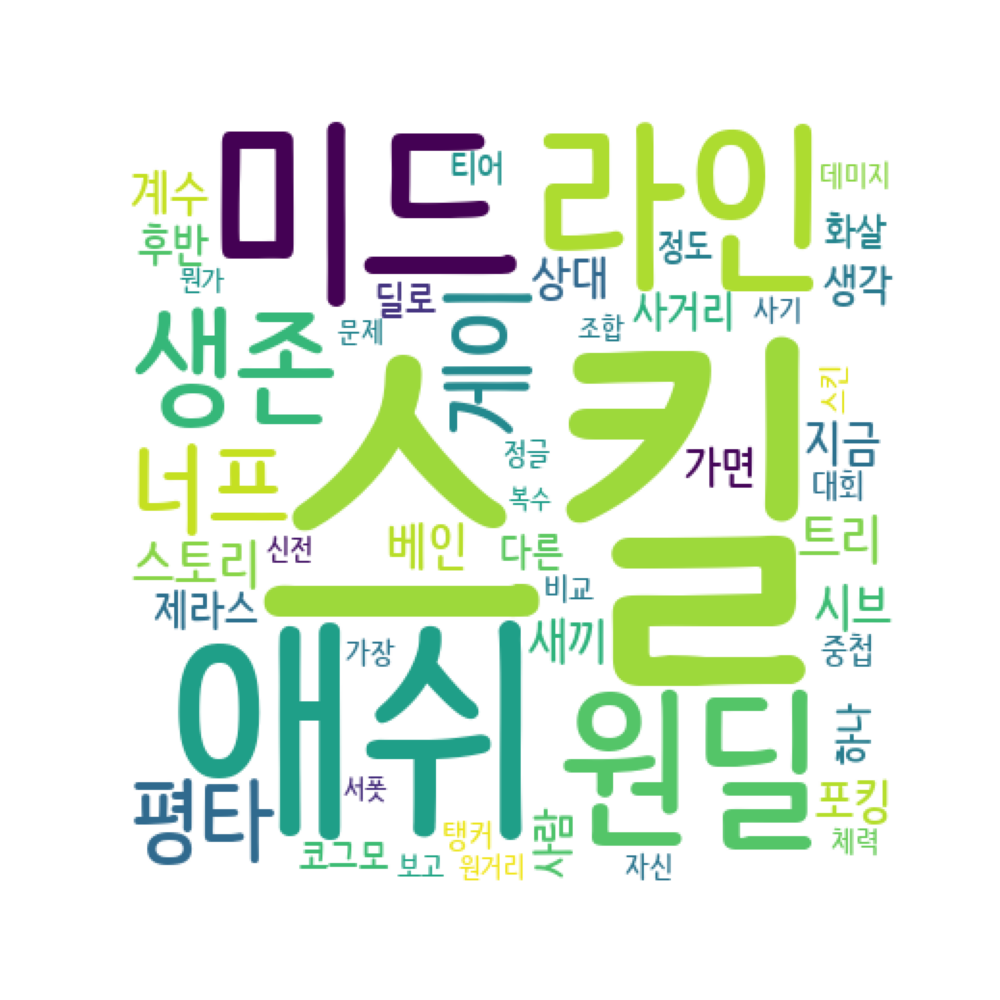 미드
라인
티어
데미지
계수
후반
뭔가
딜로
상대
정도
화살
생각
사거리
사기
생존
문제
게이
조합
스킬
스킨
너프
정글
가면
지금
대회
복수
스토리
신전
베인
다른
트리
제라스
비교
시브
애쉬
가장
새끼
중첩
원딜
하나
평타
서폿
포킹
코그모
보고
탱커
원거리
사람
자신
체력